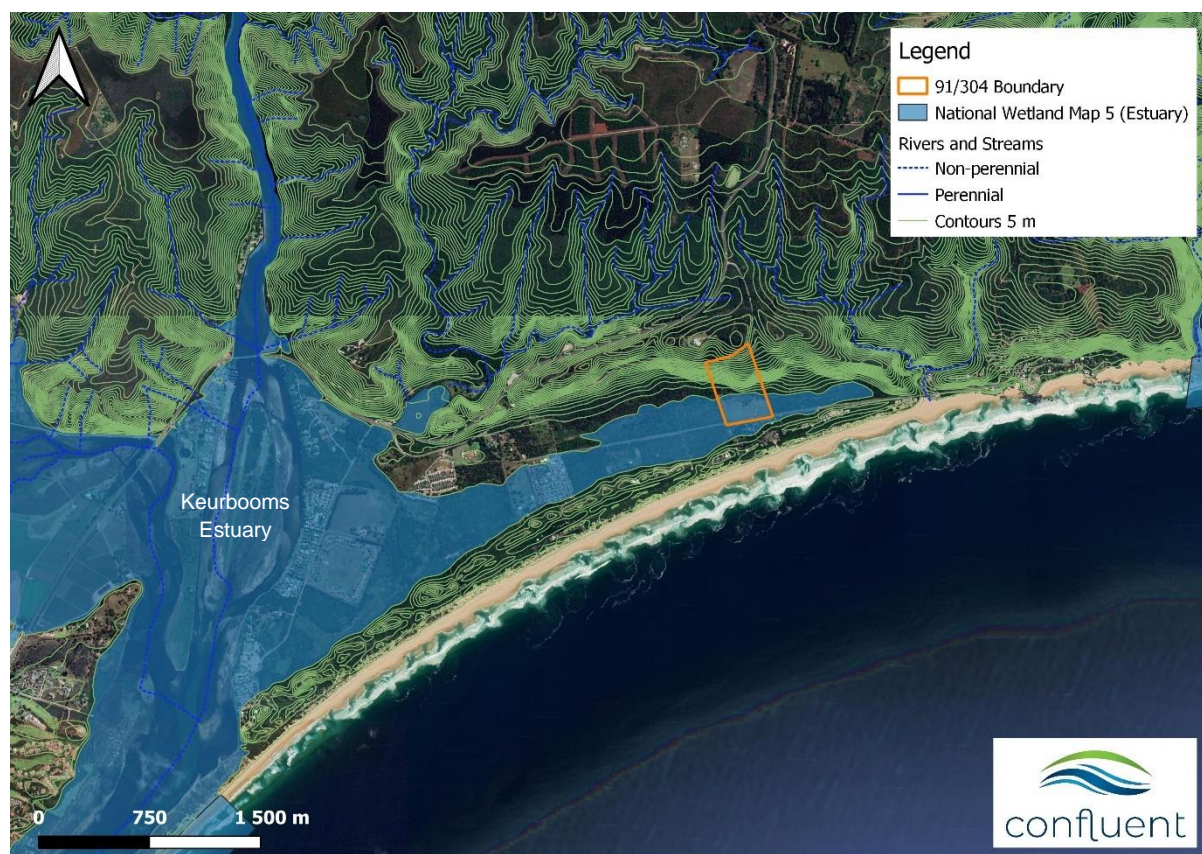 Legend
91/304 Boundary
National Wetland Map 5 (Estuary)
Rivers and Streams
Non-perennial
Perennial
Contours 5 m
Keurbooms
Estuary
0 750 1 500 m
confluent